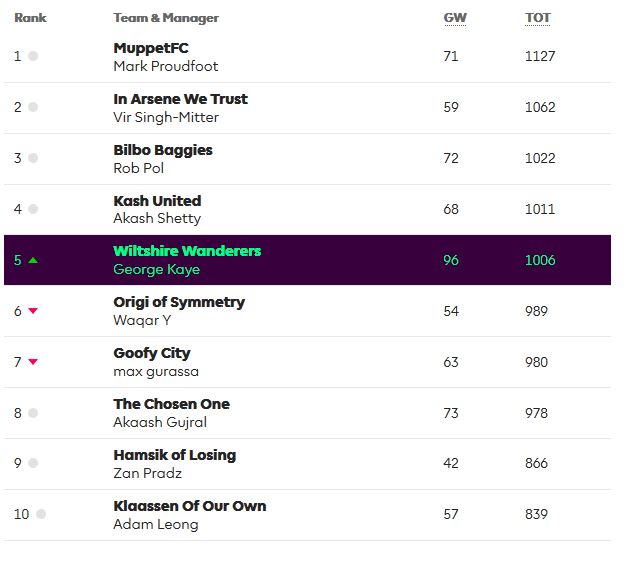 Rank Team & Manager GW TOT
1 MuppetFC 71 1127
Mark Proudfoot
2 In Arsene We Trust 59 1062
Vir Singh-Mitter
3 Bilbo Baggies 72 1022
Rob Pol
4 Kash United 68 1011
Akash Shetty
5 Wiltshire Wanderers 96 1006
George Kaye
6 Origi of Symmetry 54 989
Waqar Y
7 Goofy City 63 980
max gurassa
8 The Chosen One 73 978
Akaash Gujral
9 Hamsik of Losing 42 866
Zan Pradz
10 Klaassen Of Our Own 57 839
Adam Leong